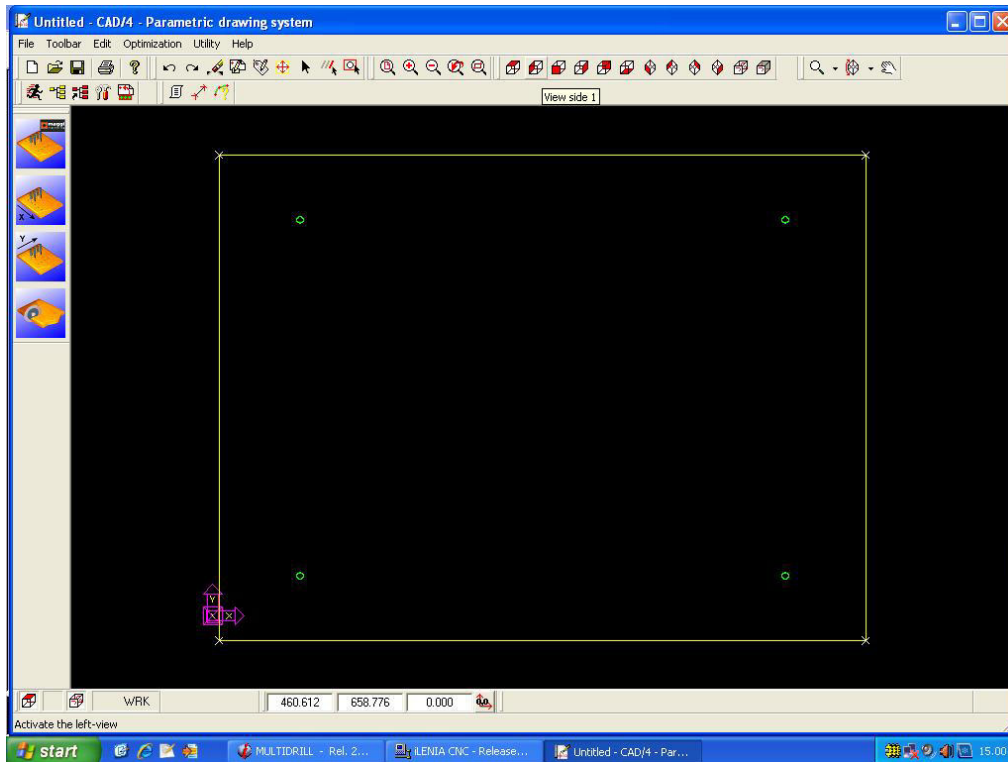 Untitled - CAD/4 - Parametric drawing system
File Toolbar Edit Optimization Utility Help
View side 1
X
Y
Y
X X
WRK 460.612 658.776 0.000
Activate the left-view
start MULTIDRILL - Rel. 2... iLENIA CNC - Release... Untitled - CAD/4 - Par... 15.00